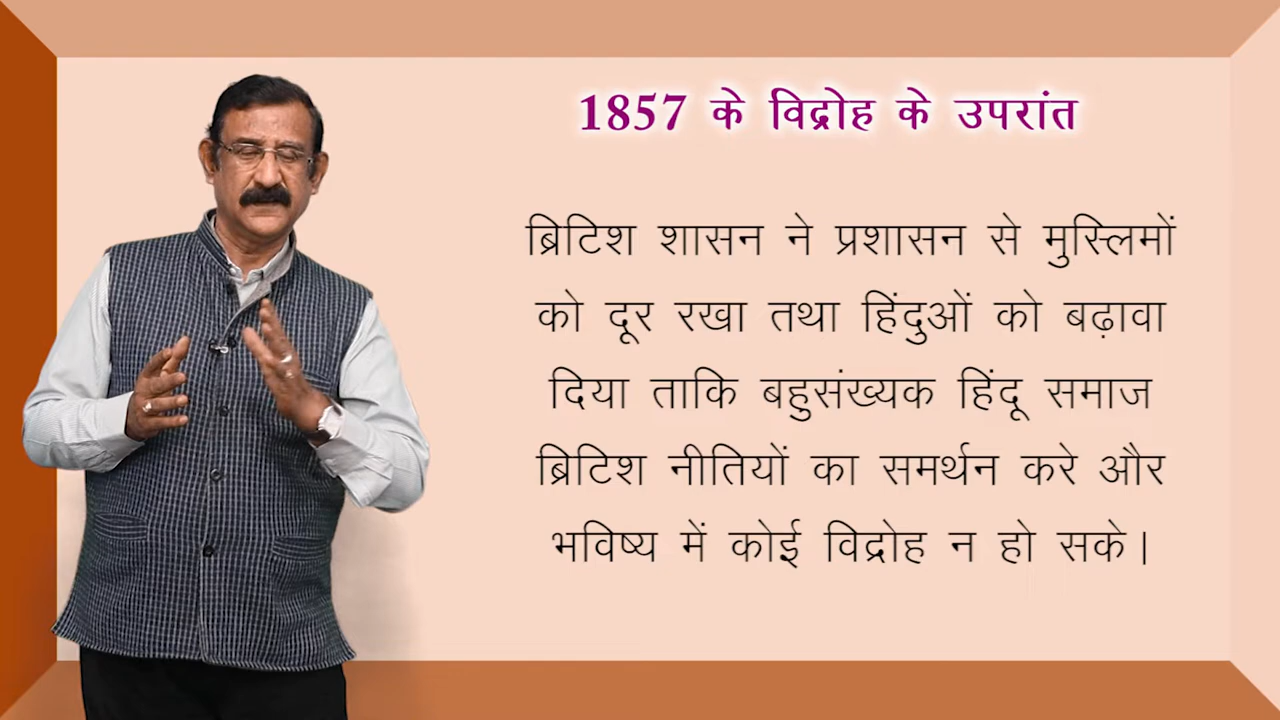 1857 के विद्रोह के उपरांत
ब्रिटिश शासन ने प्रशासन से मुस्लिमों
को दूर रखा तथा हिंदुओं को बढ़ावा
दिया ताकि बहुसंख्यक हिंदू समाज
ब्रिटिश नीतियों का समर्थन करे और
भविष्य में कोई विद्रोह न हो सके।